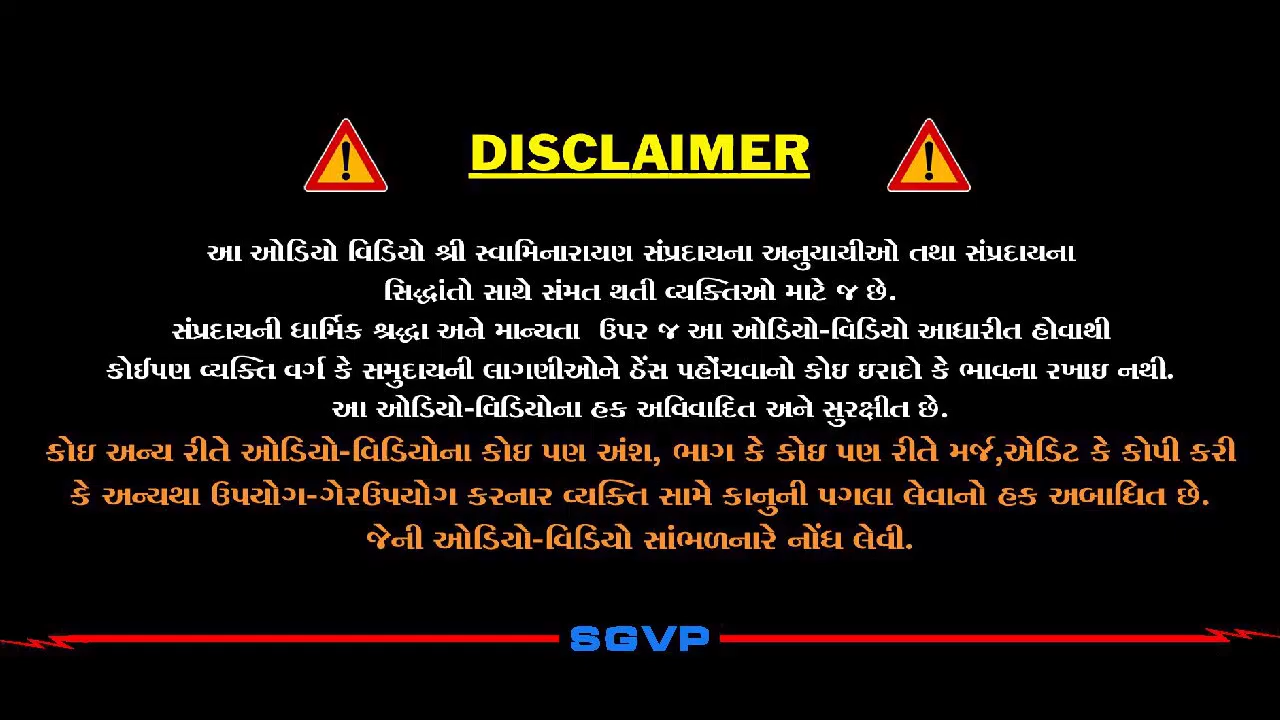 DISCLAIMER
આ ઓડિયો વિડિયો શ્રી સ્વામિનારાયણ સંપ્રદાયના અનુયાયીઓ તથા સંપ્રદાયના
સિદ્ધાંતો સાથે સંમત થતી વ્યક્તિઓ માટે જ છે.
સંપ્રદાયની ધાર્મિક શ્રદ્ધા અને માન્યતા ઉપર જ આ ઓડિયો-વિડિયો આધારીત હોવાથી
કોઈપણ વ્યક્તિ વર્ગ કે સમુદાયની લાગણીઓને ઠેંસ પહોંચવાનો કોઇ ઇરાદો કે ભાવના રખાઇ નથી.
આ ઓડિયો-વિડિયોના હક અવિવાદિત અને સુરક્ષીત છે.
કોઇ અન્ય રીતે ઓડિયો-વિડિયોના કોઇ પણ અંશ, ભાગ કે કોઇ પણ રીતે મર્જ,એડિટ કે કોપી કરી
કે અન્યથા ઉપયોગ-ગેરઉપયોગ કરનાર વ્યક્તિ સામે કાનુની પગલા લેવાનો હક અબાધિત છે.
જેની ઓડિયો-વિડિયો સાંભળનારે નોંધ લેવી.
SGVP